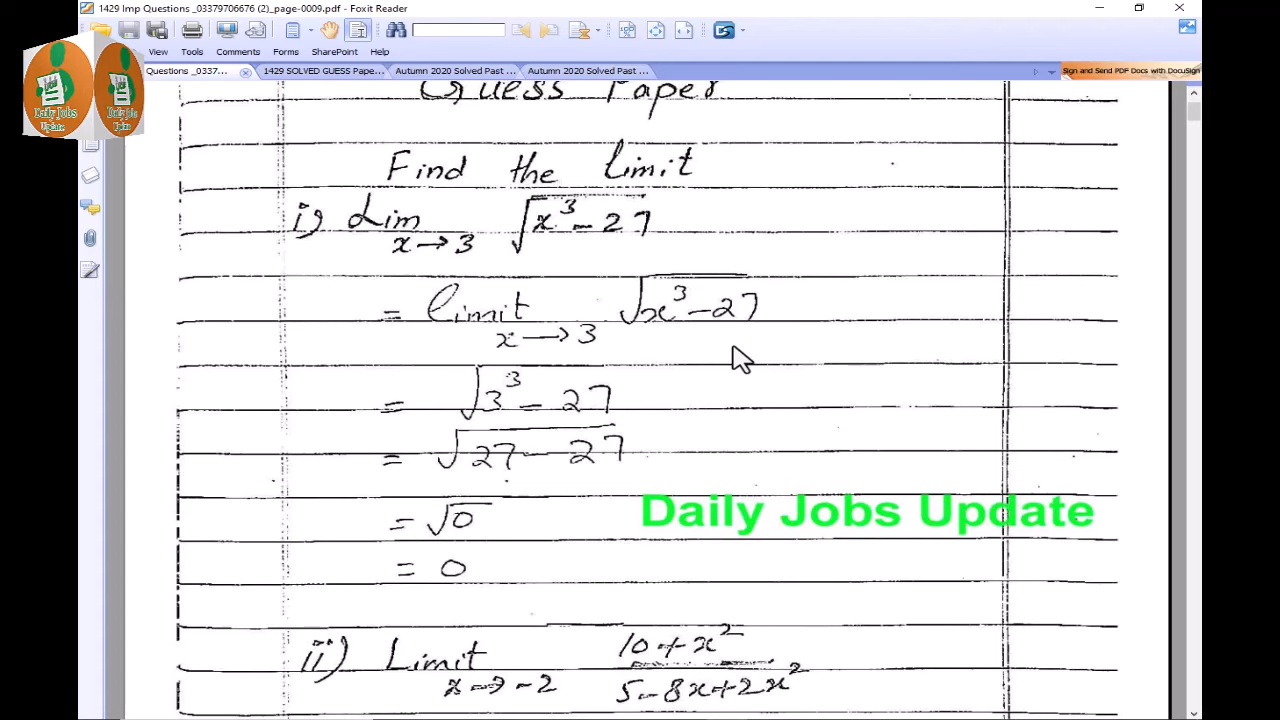 1429 Imp Questions _03379706676 (2)_page-0009.pdf - Foxit Reader
View Tools Comments Forms SharePoint Help
Questions _0337... 1429 SOLVED GUESS Pape... Autumn 2020 Solved Past ... Autumn 2020 Solved Past ... Sign and Send PDF Docs with DocuSign
Daily Jobs Update
Guess Paper
Find the limit
i) Lim x→3 √x³-27
= limit x→3 √x³-27
= √3³-27
= √27-27
= √0
Daily Jobs Update
= 0
ii) Limit x→-2 10+x² / 5-8x+2x²